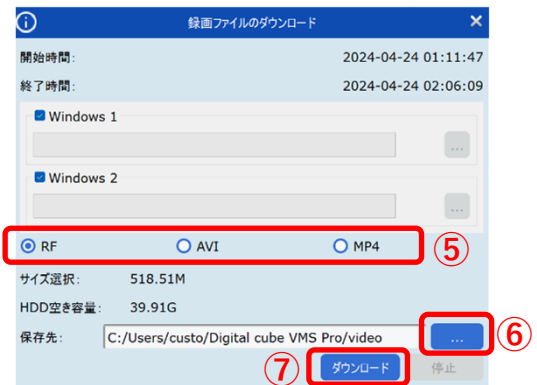 録画ファイルのダウンロード
開始時間: 2024-04-24 01:11:47
終了時間: 2024-04-24 02:06:09
Windows 1
...
Windows 2
...
RF AVI MP4 ⑤
サイズ選択: 518.51M
HDD空き容量: 39.91G
保存先: C:/Users/custo/Digital cube VMS Pro/video ... ⑥
⑦ ダウンロード 停止